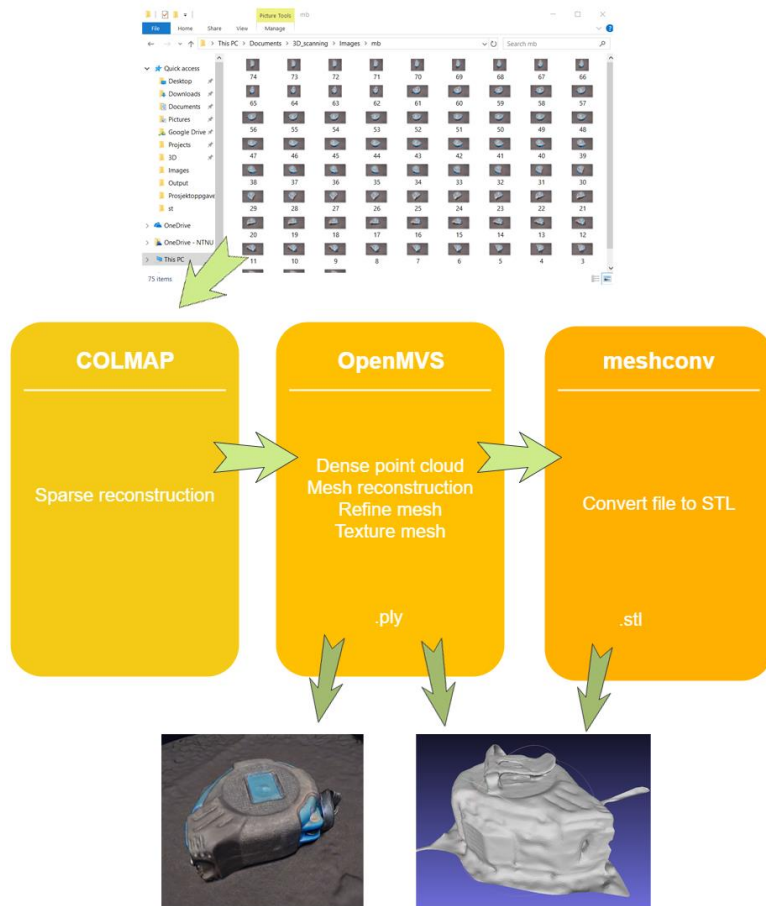 Picture Tools mb
File Home Share View Manage
This PC > Documents > 3D_scanning > Images > mb Search mb
Quick access
Desktop
Downloads
Documents
Pictures
Google Drive
Projects
3D
Images
Output
Prosjektoppgave
st
OneDrive
OneDrive - NTNU
This PC
74 73 72 71 70 69 68 67 66
65 64 63 62 61 60 59 58 57
56 55 54 53 52 51 50 49 48
47 46 45 44 43 42 41 40 39
38 37 36 35 34 33 32 31 30
29 28 27 26 25 24 23 22 21
20 19 18 17 16 15 14 13 12
11 10 9 8 7 6 5 4 3
75 items
COLMAP
Sparse reconstruction
OpenMVS
Dense point cloud
Mesh reconstruction
Refine mesh
Texture mesh
.ply
meshconv
Convert file to STL
.stl